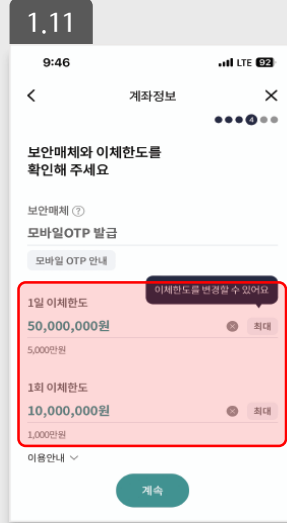 1.11
9:46
LTE 92
계좌정보
4
보안매체와 이체한도를
확인해 주세요
보안매체 ?
모바일OTP 발급
모바일 OTP 안내
이체한도를 변경할 수 있어요
1일 이체한도
50,000,000원 최대
5,000만원
1회 이체한도
10,000,000원 최대
1,000만원
이용안내
계속